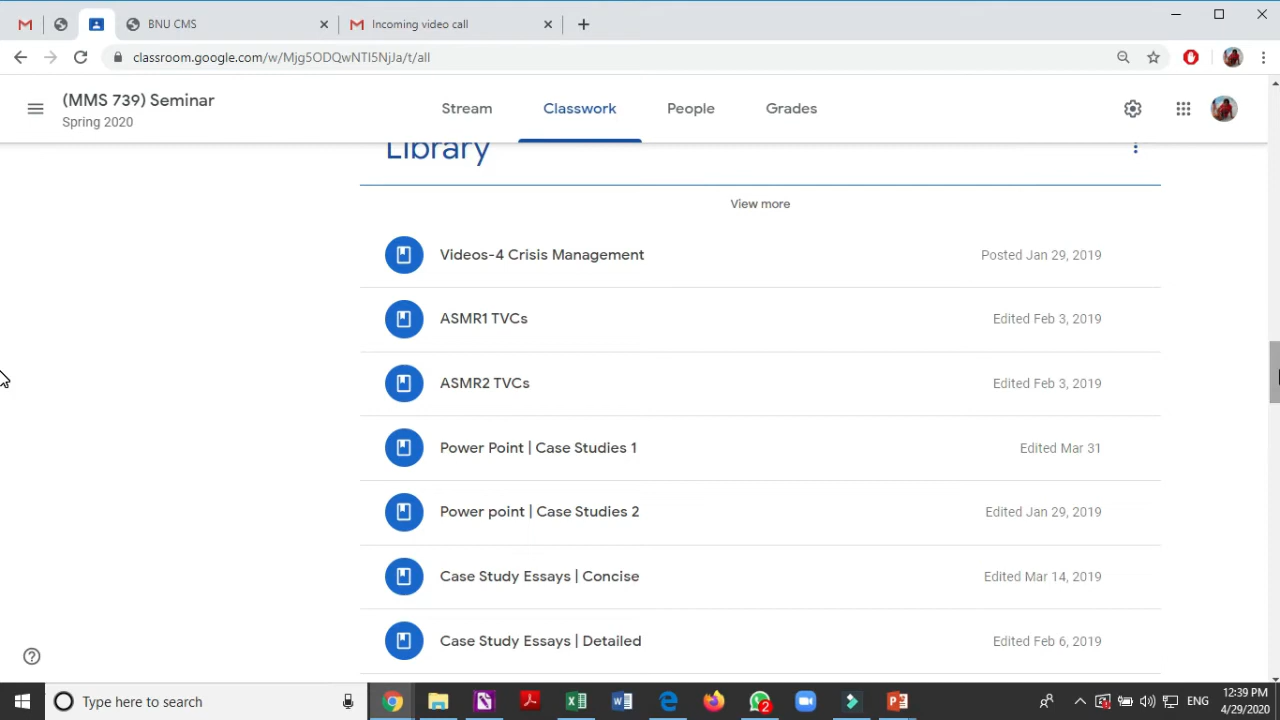 BNU CMS
Incoming video call
classroom.google.com/w/Mjg5ODQwNTI5NjJa/t/all
(MMS 739) Seminar
Spring 2020
Stream
Classwork
People
Grades
Library
View more
Videos-4 Crisis Management
Posted Jan 29, 2019
ASMR1 TVCs
Edited Feb 3, 2019
ASMR2 TVCs
Edited Feb 3, 2019
Power Point | Case Studies 1
Edited Mar 31
Power point | Case Studies 2
Edited Jan 29, 2019
Case Study Essays | Concise
Edited Mar 14, 2019
Case Study Essays | Detailed
Edited Feb 6, 2019
Type here to search
2
ENG
12:39 PM
4/29/2020